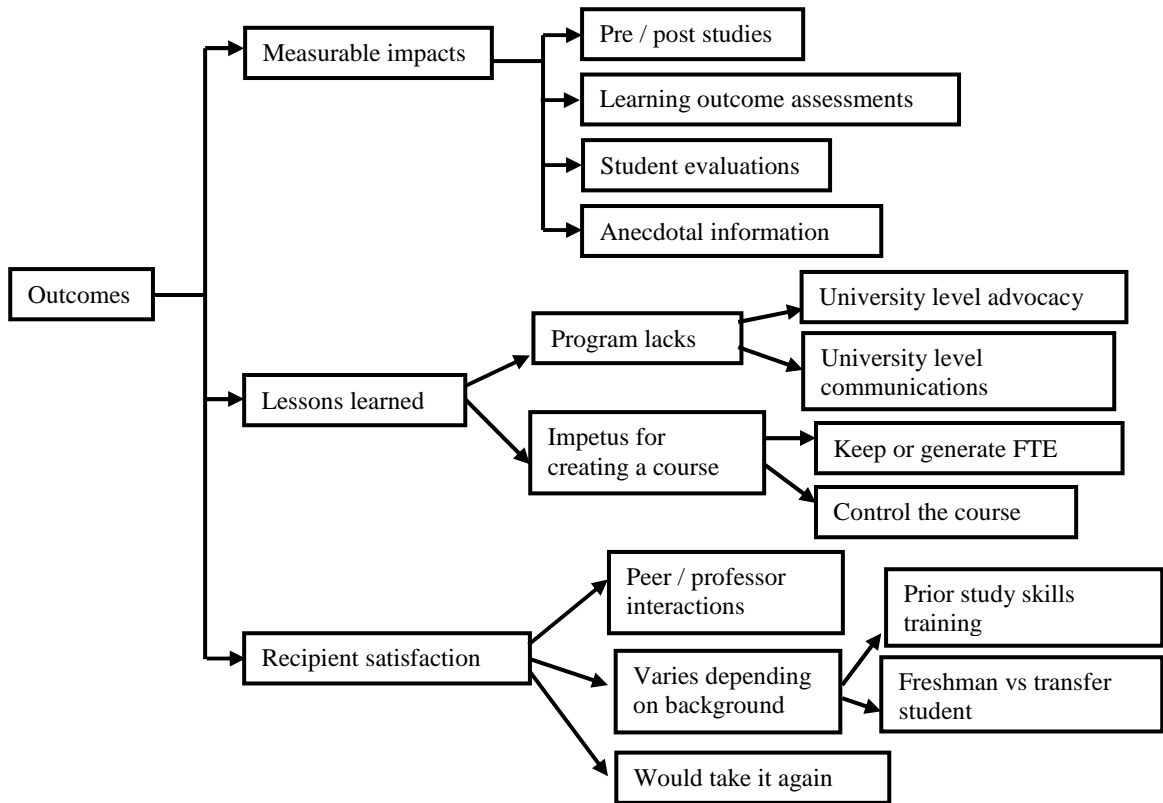 Pre / post studies
Measurable impacts
Learning outcome assessments
Student evaluations
Anecdotal information
Outcomes
University level advocacy
Program lacks
University level
communications
Lessons learned
Impetus for
creating a course
Keep or generate FTE
Control the course
Peer / professor
interactions
Prior study skills
training
Recipient satisfaction
Varies depending
on background
Freshman vs transfer
student
Would take it again